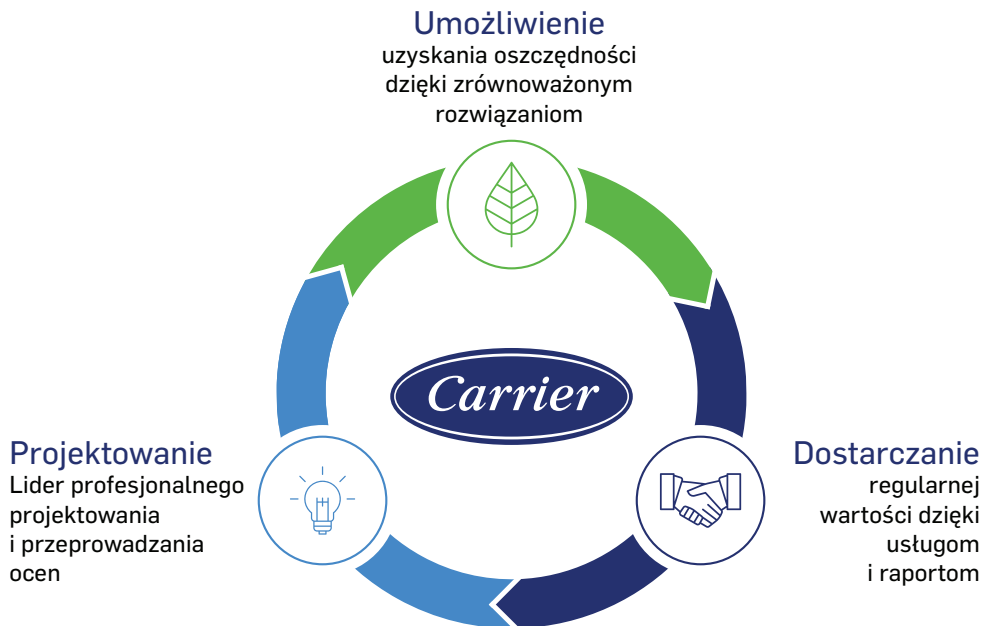 Umożliwienie
uzyskania oszczędności
dzięki zrównoważonym
rozwiązaniom
Carrier
Projektowanie
Lider profesjonalnego
projektowania
i przeprowadzania
ocen
Dostarczanie
regularnej
wartości dzięki
usługom
i raportom